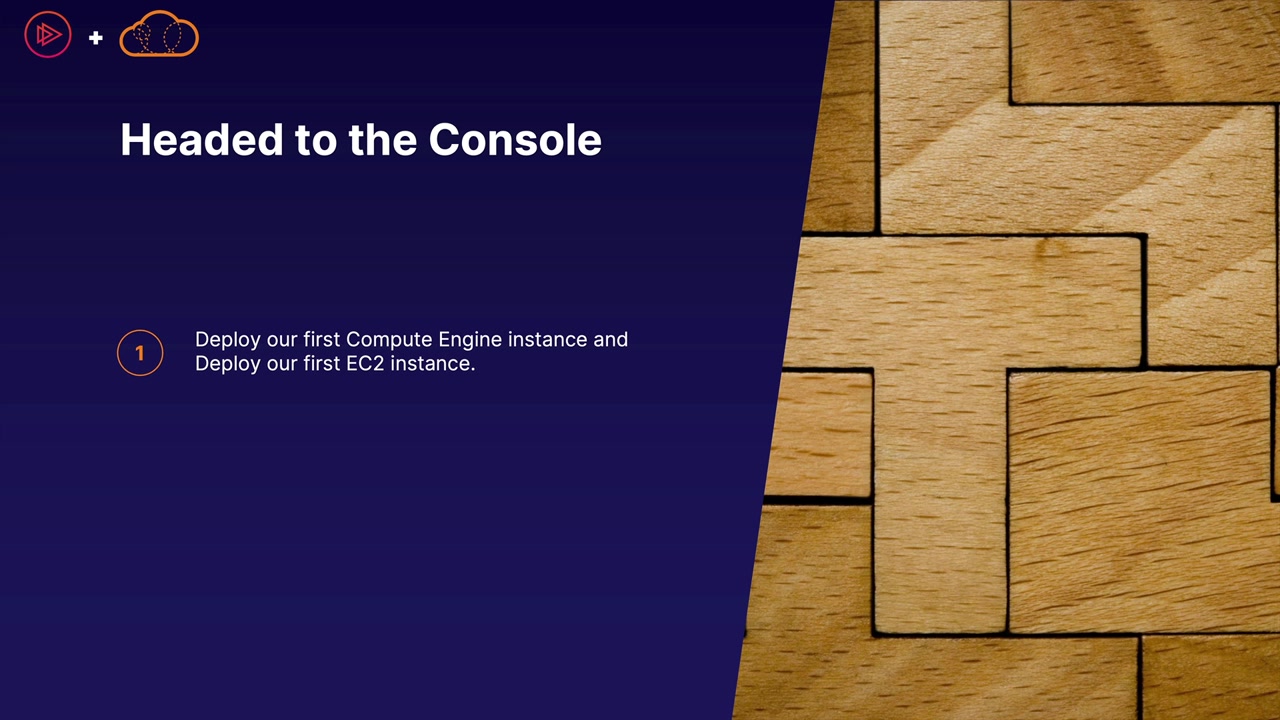 +
Headed to the Console
1
Deploy our first Compute Engine instance and
Deploy our first EC2 instance.